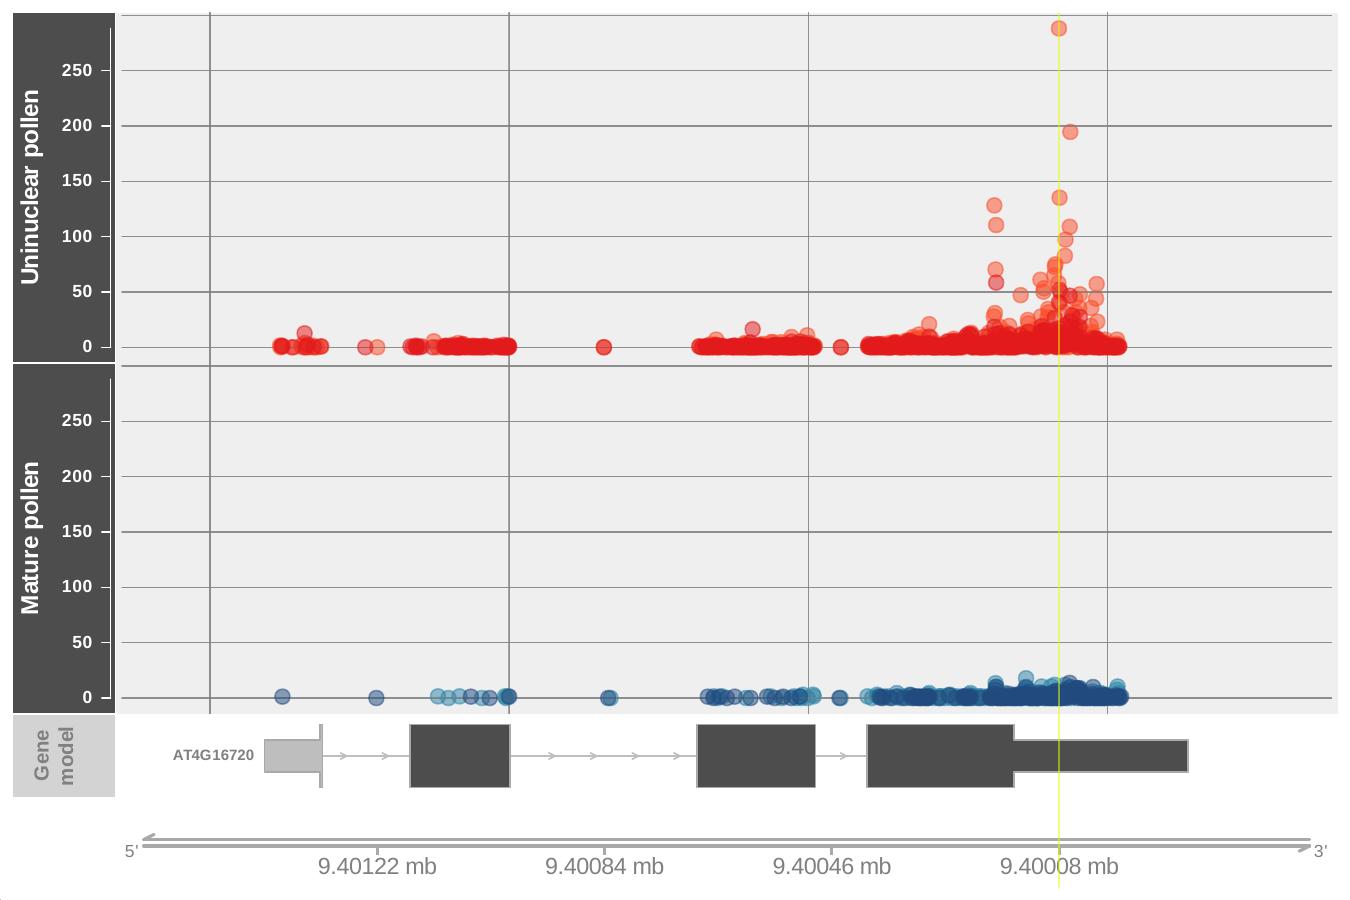 Uninuclear pollen
250
200
150
100
50
0
Mature pollen
250
200
150
100
50
0
Gene
model
AT4G16720
5'
3'
9.40122 mb
9.40084 mb
9.40046 mb
9.40008 mb